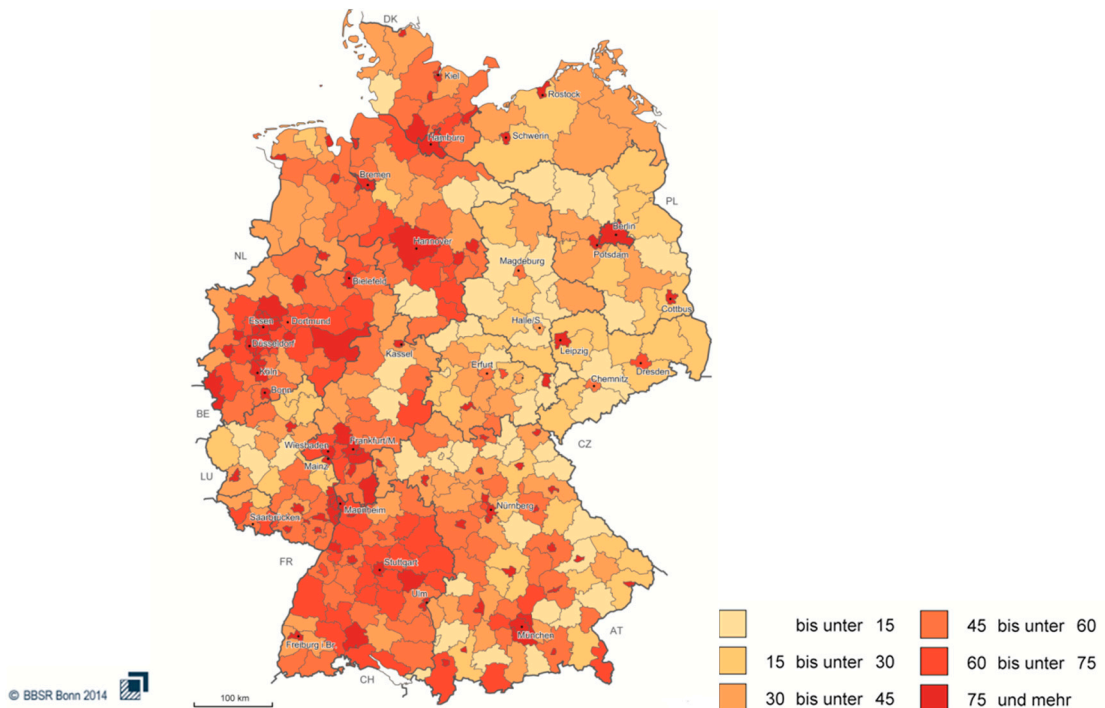 DK
Kiel
Rostock
Hamburg
Schwerin
Bremen
PL
Berlin
Hannover
NL
Magdeburg
Potsdam
Bielefeld
Cottbus
Essen
Dortmund
Halle/S.
Düsseldorf
Leipzig
Kassel
Köln
Erfurt
Dresden
Chemnitz
Bonn
BE
Wiesbaden
Frankfurt/M.
CZ
Mainz
LU
Mannheim
Nürnberg
Saarbrücken
FR
Stuttgart
Ulm
München
AT
Freiburg i.Br.
CH
100 km
© BBSR Bonn 2014
bis unter 15
15 bis unter 30
30 bis unter 45
45 bis unter 60
60 bis unter 75
75 und mehr